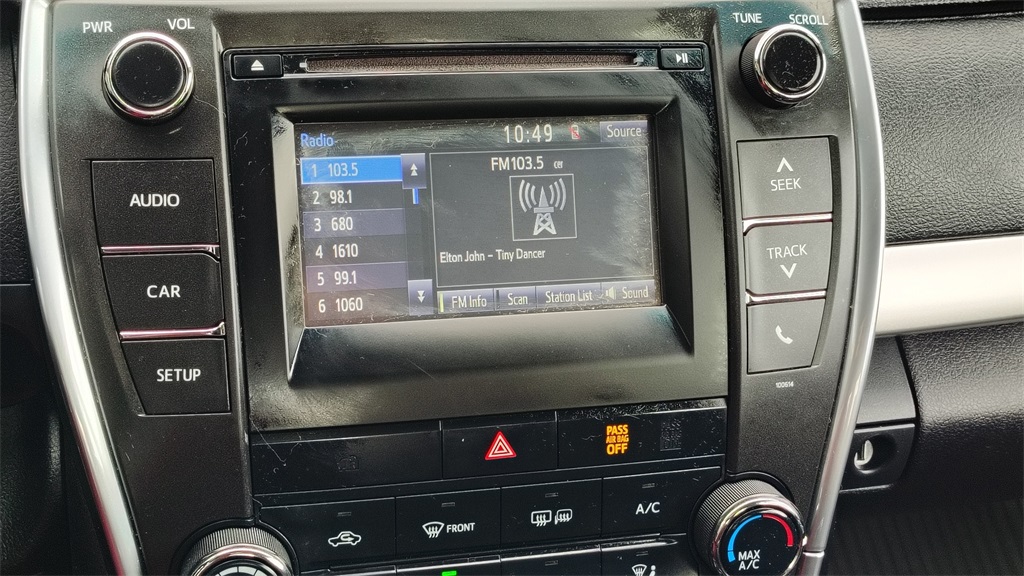 PWR VOL
TUNE SCROLL
Radio 10:49 Source
1 103.5
2 98.1
3 680
4 1610
5 99.1
6 1060
FM103.5
Elton John - Tiny Dancer
FM Info Scan Station List Sound
AUDIO
CAR
SETUP
SEEK
TRACK
100614
PASS
AIR BAG
OFF
FRONT
A/C
MAX
A/C